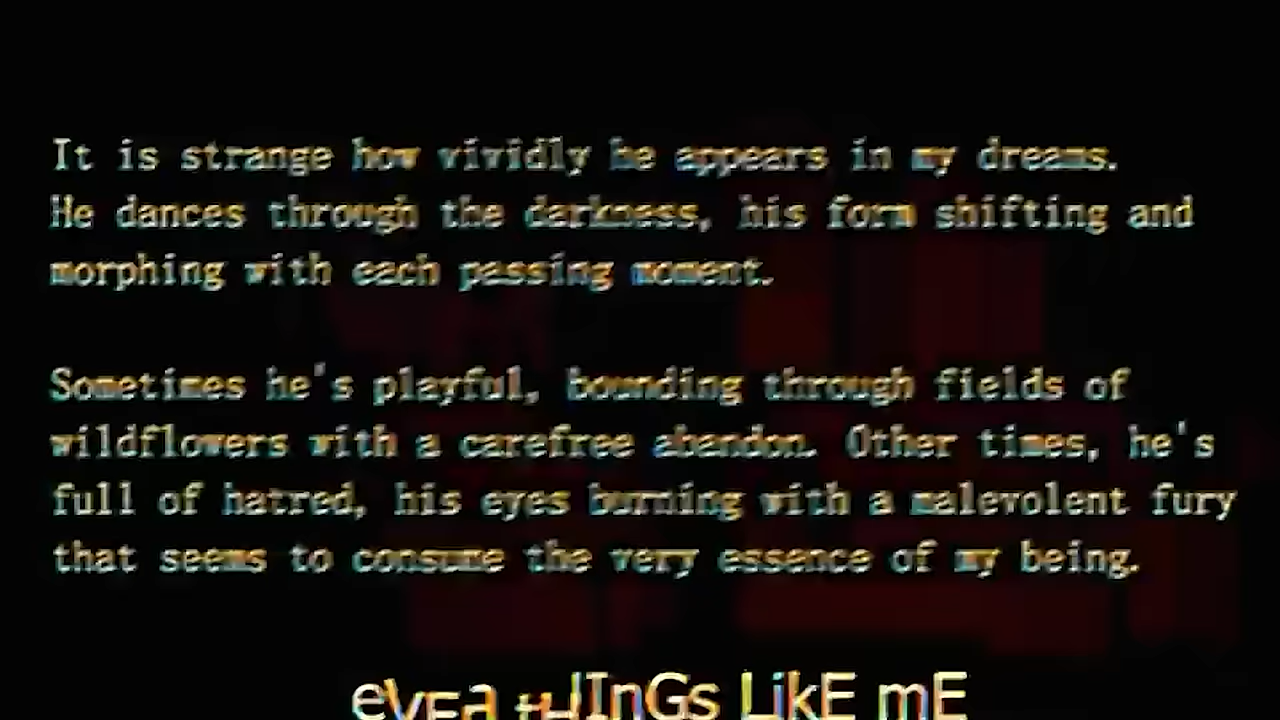 It is strange how vividly he appears in my dreams.
He dances through the darkness, his form shifting and
morphing with each passing moment.
Sometimes he's playful, bounding through fields of
wildflowers with a carefree abandon. Other times, he's
full of hatred, his eyes burning with a malevolent fury
that seems to consume the very essence of my being.
eVEn tHInGs LikE mE